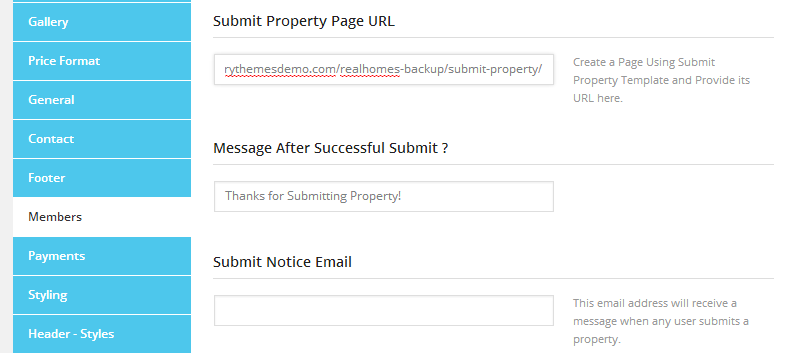 Gallery
Price Format
General
Contact
Footer
Members
Payments
Styling
Header - Styles
Submit Property Page URL
rythemesdemo.com/realhomes-backup/submit-property/
Create a Page Using Submit
Property Template and Provide its
URL here.
Message After Successful Submit ?
Thanks for Submitting Property!
Submit Notice Email
This email address will receive a
message when any user submits a
property.